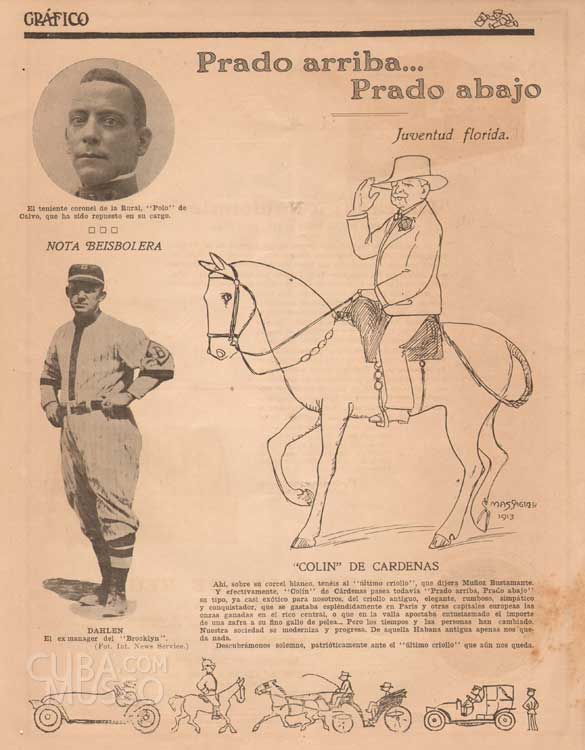 GRÁFICO
Prado arriba...
Prado abajo
Juventud florida.
El teniente coronel de la Rural, "Polo" de
Calvo, que ha sido repuesto en su cargo.
NOTA BEISBOLERA
MASSAGUER
1913
"COLIN" DE CARDENAS
Ahí, sobre su corcel blanco, tenéis al "último criollo", que dijera Muñoz Bustamante.
Y efectivamente, "Colin" de Cárdenas pasea todavía "Prado arriba, Prado abajo"
su tipo, ya casi exótico para nosotros, del criollo antiguo, elegante, rumboso, simpático
y conquistador, que se gastaba espléndidamente en Paris y otras capitales europeas las
onzas ganadas en el rico central, o que en la valla apostaba entusiasmado el importe
de una zafra a su fino gallo de pelea... Pero los tiempos y las personas han cambiado.
Nuestra sociedad se moderniza y progresa. De aquella Habana antigua apenas nos que
da nada.
Descubrámonos solemne, patrióticamente ante el "último criollo" que aún nos queda.
DAHLEN
El ex manager del "Brooklyn".
(Fot. Int. News Service.)
CUBA.COM
MUSEO